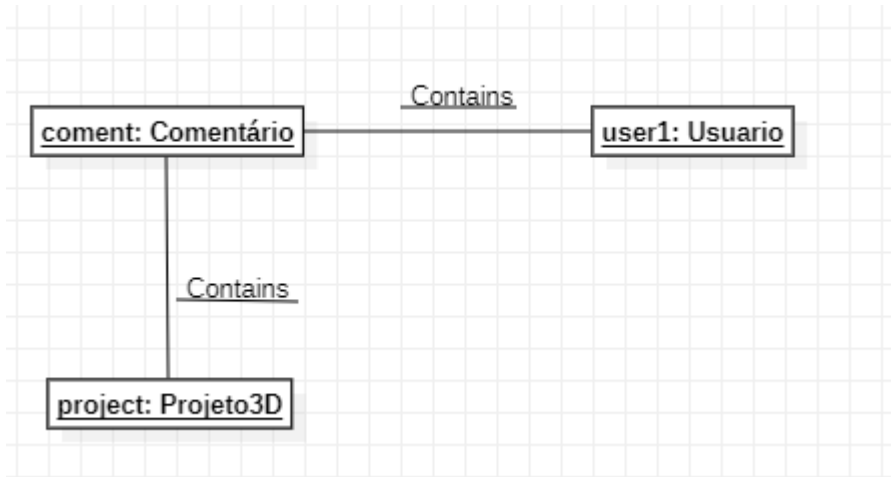 Contains
coment: Comentário
user1: Usuario
Contains
project: Projeto3D